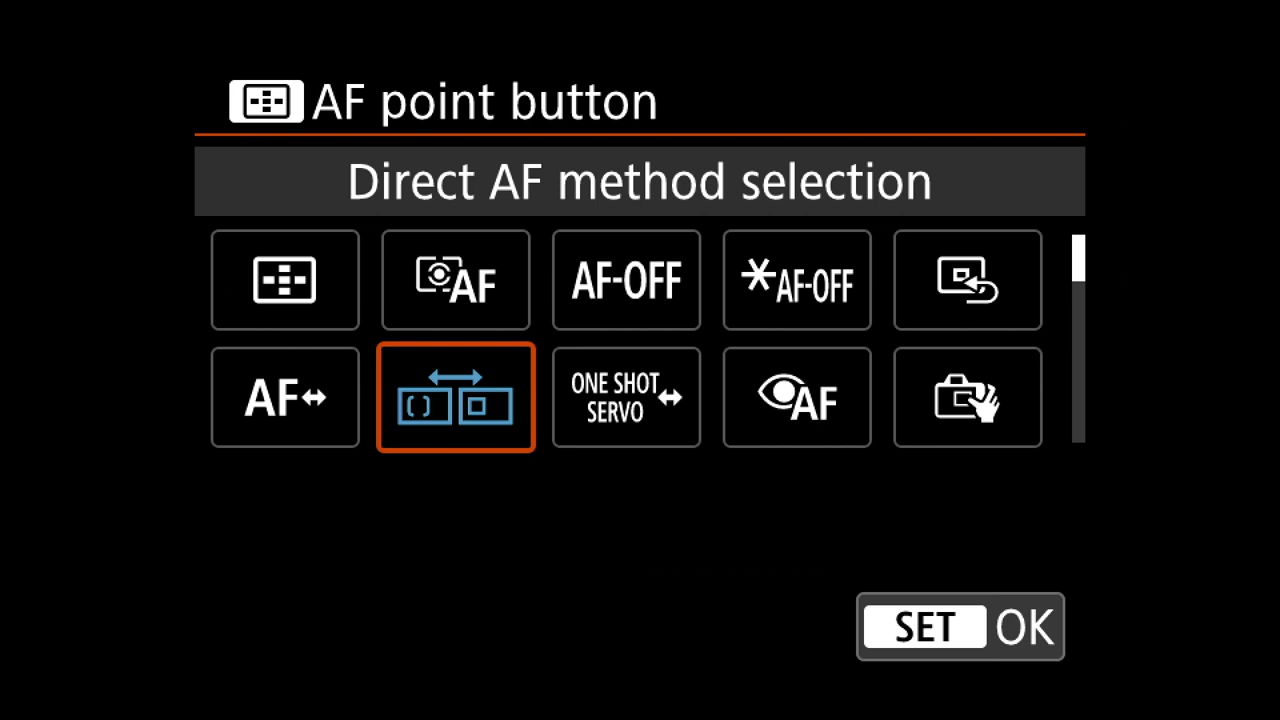 AF point button
Direct AF method selection
AF
AF-OFF
*AF-OFF
AF
ONE SHOT
SERVO
AF
SET OK